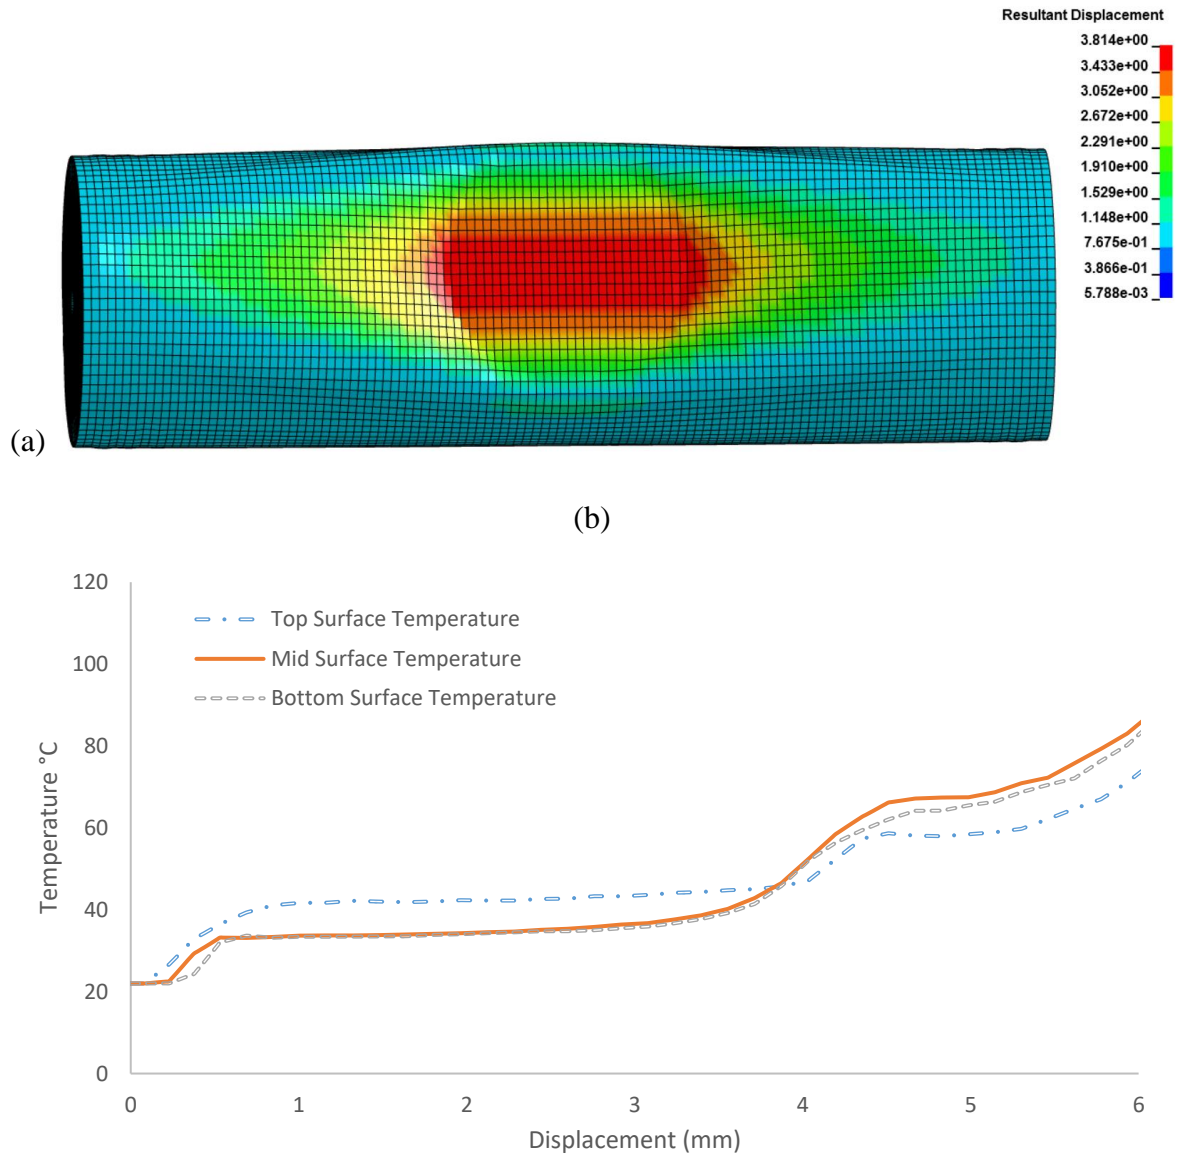 Resultant Displacement
3.814e+00
3.433e+00
3.052e+00
2.672e+00
2.291e+00
1.910e+00
1.529e+00
1.148e+00
7.675e-01
3.866e-01
5.788e-03
(a)
(b)
120
100
80
60
40
20
0
Temperature °C
Top Surface Temperature
Mid Surface Temperature
Bottom Surface Temperature
0 1 2 3 4 5 6
Displacement (mm)